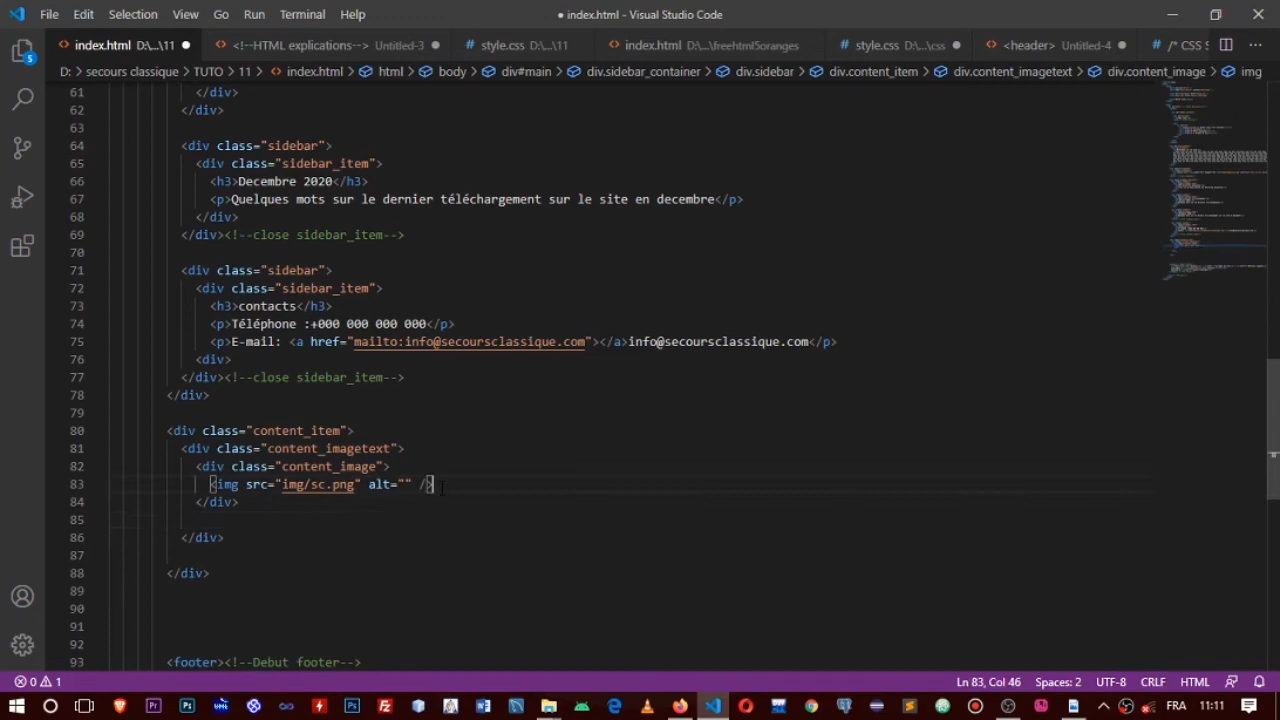 File Edit Selection View Go Run Terminal Help
● index.html - Visual Studio Code
index.html D:\...\11 ●
<!--HTML explications--> Untitled-3 ●
style.css D:\...\11
index.html D:\...\freehtml5oranges
style.css D:\...\css ●
<header> Untitled-4 ●
/* CSS S
D: > secours classique > TUTO > 11 > index.html > html > body > div#main > div.sidebar_container > div.sidebar > div.content_item > div.content_imagetext > div.content_image > img
61 </div>
62 </div>
63
64 <div class="sidebar">
65 <div class="sidebar_item">
66 <h3>Decembre 2020</h3>
67 <p>Quelques mots sur le dernier téleshargement sur le site en decembre</p>
68 </div>
69 </div><!--close sidebar_item-->
70
71 <div class="sidebar">
72 <div class="sidebar_item">
73 <h3>contacts</h3>
74 <p>Téléphone :+000 000 000 000</p>
75 <p>E-mail: <a href="mailto:info@secoursclassique.com"></a>info@secoursclassique.com</p>
76 <div>
77 </div><!--close sidebar_item-->
78 </div>
79
80 <div class="content_item">
81 <div class="content_imagetext">
82 <div class="content_image">
83 <img src="img/sc.png" alt="" />
84 </div>
85
86 </div>
87
88 </div>
89
90
91
92
93 <footer><!--Debut footer-->
5
0 1
Ln 83, Col 46 Spaces: 2 UTF-8 CRLF HTML
FRA 11:11